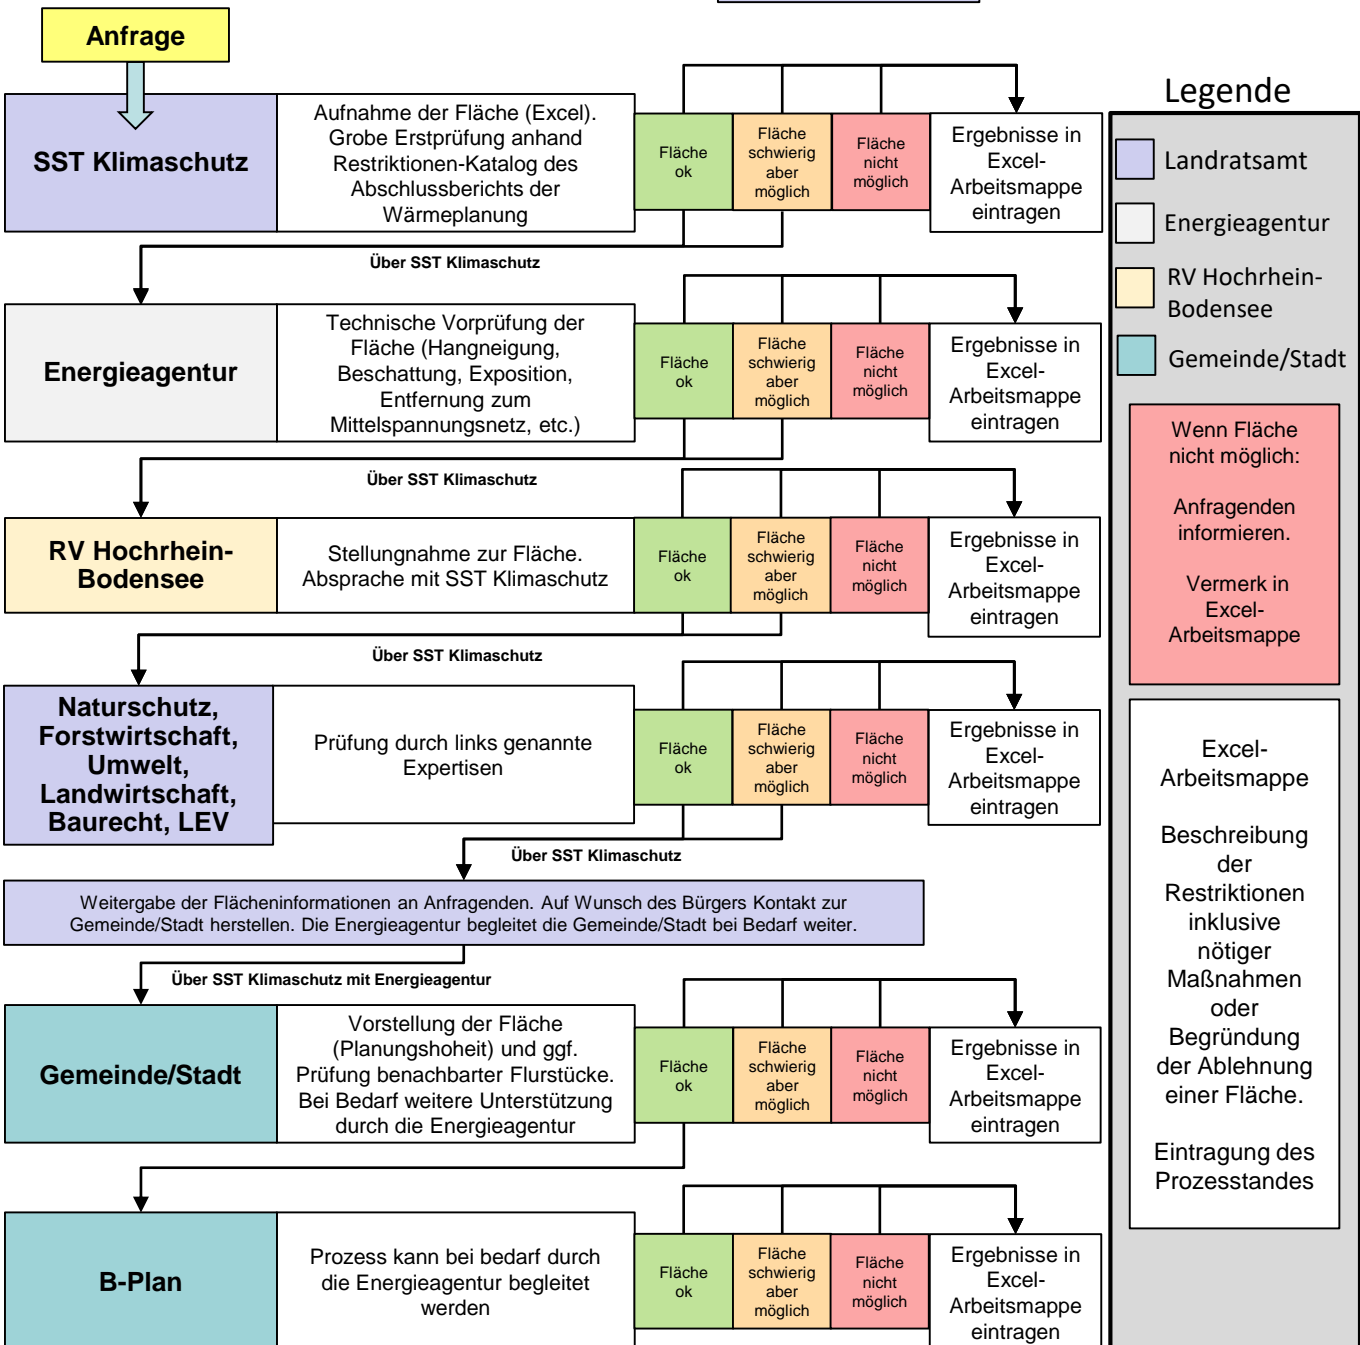 Anfrage
SST Klimaschutz
Aufnahme der Fläche (Excel).
Grobe Erstprüfung anhand
Restriktionen-Katalog des
Abschlussberichts der
Wärmeplanung
Fläche
ok
Fläche
schwierig
aber
möglich
Fläche
nicht
möglich
Ergebnisse in
Excel-
Arbeitsmappe
eintragen
Über SST Klimaschutz
Energieagentur
Technische Vorprüfung der
Fläche (Hangneigung,
Beschattung, Exposition,
Entfernung zum
Mittelspannungsnetz, etc.)
Fläche
ok
Fläche
schwierig
aber
möglich
Fläche
nicht
möglich
Ergebnisse in
Excel-
Arbeitsmappe
eintragen
Über SST Klimaschutz
RV Hochrhein-
Bodensee
Stellungnahme zur Fläche.
Absprache mit SST Klimaschutz
Fläche
ok
Fläche
schwierig
aber
möglich
Fläche
nicht
möglich
Ergebnisse in
Excel-
Arbeitsmappe
eintragen
Über SST Klimaschutz
Naturschutz,
Forstwirtschaft,
Umwelt,
Landwirtschaft,
Baurecht, LEV
Prüfung durch links genannte
Expertisen
Fläche
ok
Fläche
schwierig
aber
möglich
Fläche
nicht
möglich
Ergebnisse in
Excel-
Arbeitsmappe
eintragen
Über SST Klimaschutz
Weitergabe der Flächeninformationen an Anfragenden. Auf Wunsch des Bürgers Kontakt zur
Gemeinde/Stadt herstellen. Die Energieagentur begleitet die Gemeinde/Stadt bei Bedarf weiter.
Über SST Klimaschutz mit Energieagentur
Gemeinde/Stadt
Vorstellung der Fläche
(Planungshoheit) und ggf.
Prüfung benachbarter Flurstücke.
Bei Bedarf weitere Unterstützung
durch die Energieagentur
Fläche
ok
Fläche
schwierig
aber
möglich
Fläche
nicht
möglich
Ergebnisse in
Excel-
Arbeitsmappe
eintragen
B-Plan
Prozess kann bei bedarf durch
die Energieagentur begleitet
werden
Fläche
ok
Fläche
schwierig
aber
möglich
Fläche
nicht
möglich
Ergebnisse in
Excel-
Arbeitsmappe
eintragen
Legende
Landratsamt
Energieagentur
RV Hochrhein-
Bodensee
Gemeinde/Stadt
Wenn Fläche
nicht möglich:
Anfragenden
informieren.
Vermerk in
Excel-
Arbeitsmappe
Excel-
Arbeitsmappe
Beschreibung
der
Restriktionen
inklusive
nötiger
Maßnahmen
oder
Begründung
der Ablehnung
einer Fläche.
Eintragung des
Prozesstandes